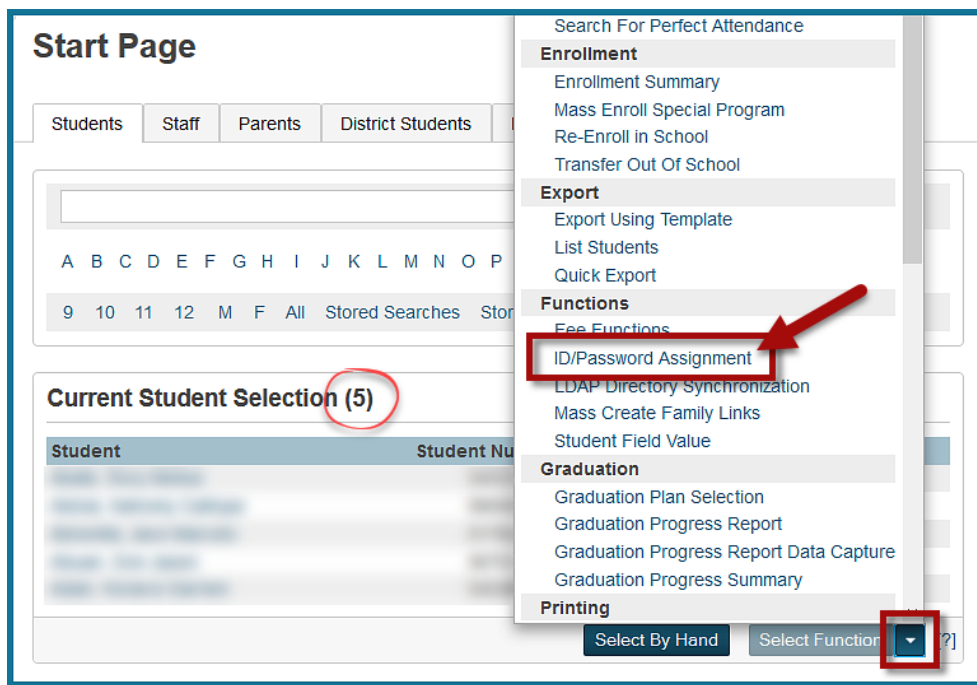 Start Page
Students Staff Parents District Students
A B C D E F G H I J K L M N O P
9 10 11 12 M F All Stored Searches
Current Student Selection (5)
Student Student
Search For Perfect Attendance
Enrollment
Enrollment Summary
Mass Enroll Special Program
Re-Enroll in School
Transfer Out Of School
Export
Export Using Template
List Students
Quick Export
Functions
Fee Functions
ID/Password Assignment
LDAP Directory Synchronization
Mass Create Family Links
Student Field Value
Graduation
Graduation Plan Selection
Graduation Progress Report
Graduation Progress Report Data Capture
Graduation Progress Summary
Printing
Select By Hand Select Function ?]